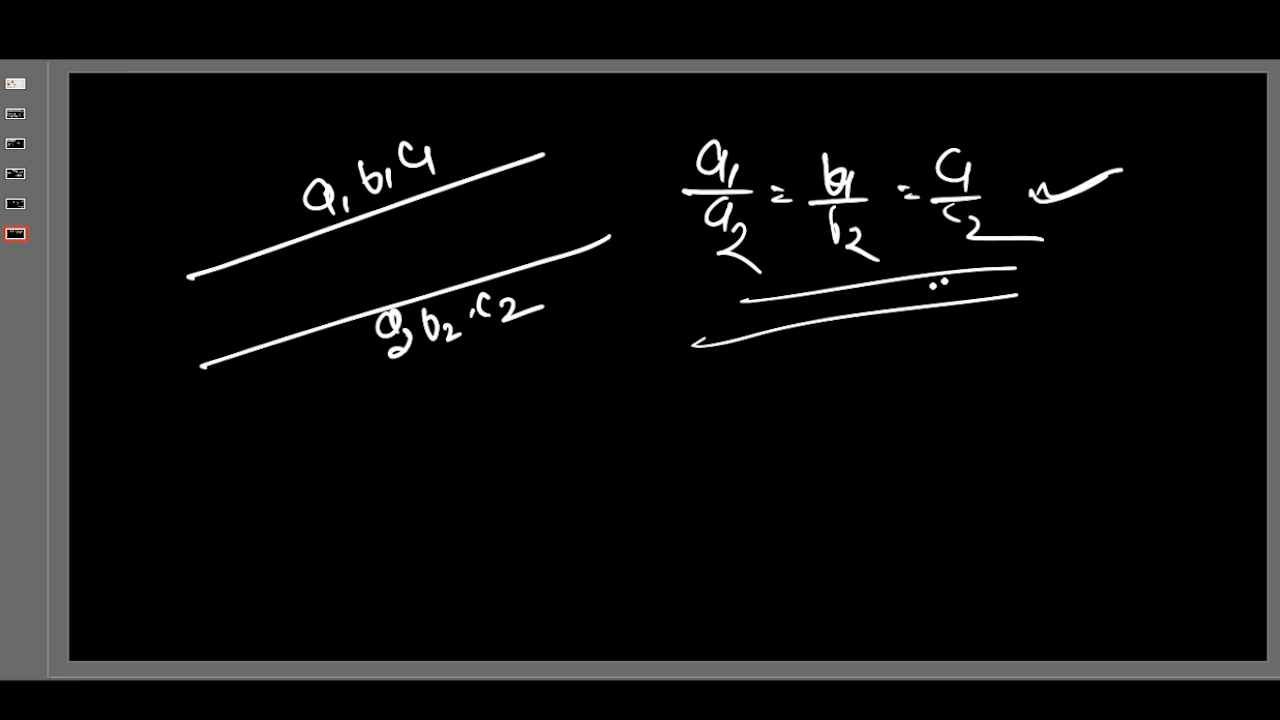 a₁ b₁ c₁
a₂ b₂ . c₂
a₁/a₂ = b₁/b₂ = c₁/c₂